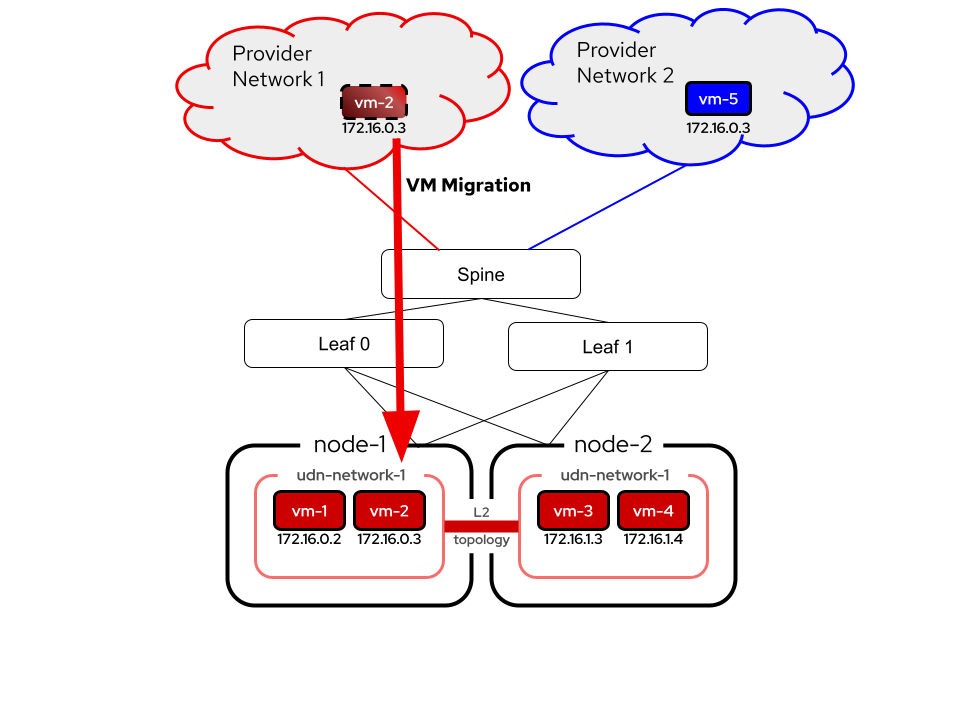 Provider
Network 1
vm-2
172.16.0.3
Provider
Network 2
vm-5
172.16.0.3
VM Migration
Spine
Leaf 0
Leaf 1
node-1
node-2
udn-network-1
udn-network-1
vm-1
vm-2
172.16.0.2
172.16.0.3
L2
topology
vm-3
vm-4
172.16.1.3
172.16.1.4